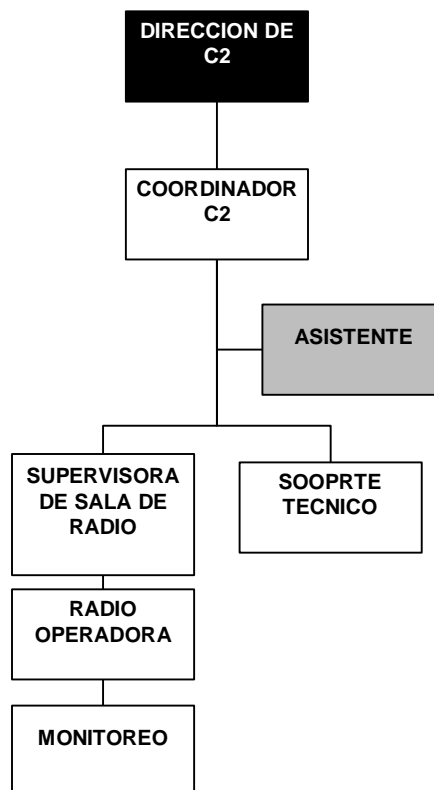 DIRECCION DE
C2
COORDINADOR
C2
ASISTENTE
SUPERVISORA
DE SALA DE
RADIO
SOOPRTE
TECNICO
RADIO
OPERADORA
MONITOREO